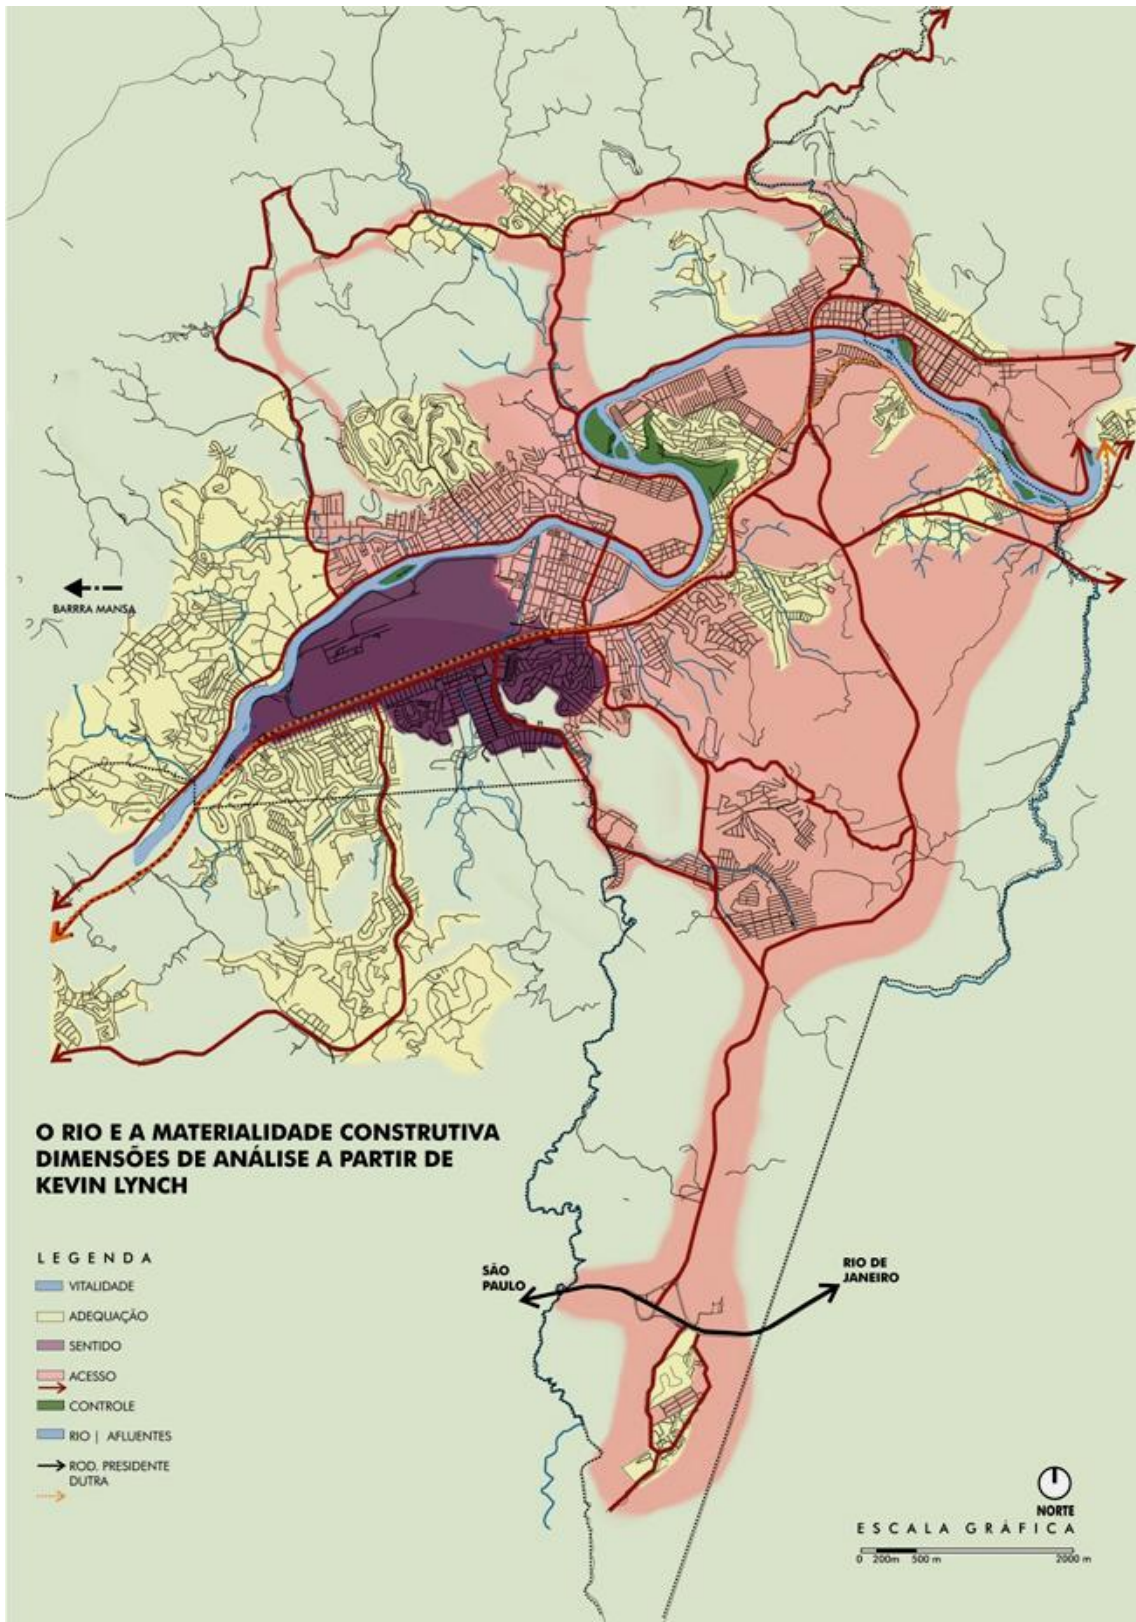 BARRRA MANSA
O RIO E A MATERIALIDADE CONSTRUTIVA
DIMENSÕES DE ANÁLISE A PARTIR DE
KEVIN LYNCH
LEGENDA
VITALIDADE
ADEQUAÇÃO
SENTIDO
ACESSO
CONTROLE
RIO | AFLUENTES
ROD. PRESIDENTE
DUTRA
SÃO
PAULO
RIO DE
JANEIRO
NORTE
ESCALA GRÁFICA
0 200m 500 m 2000 m